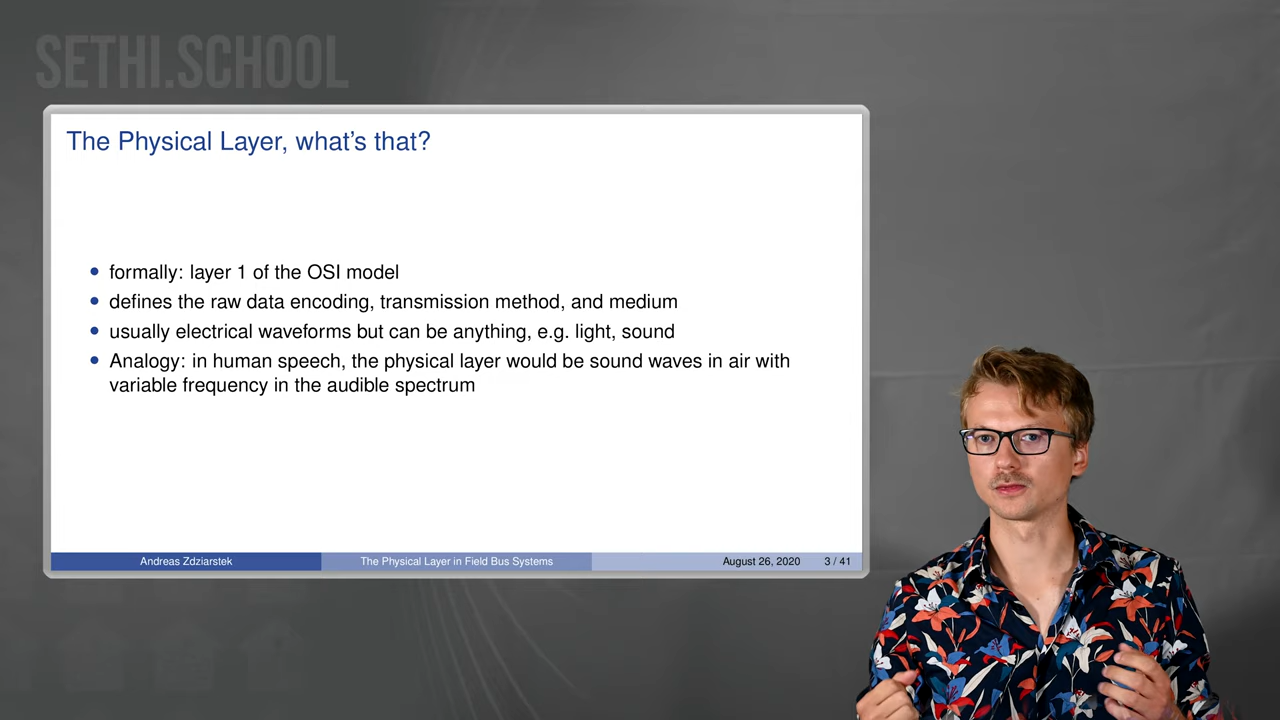 SETHI.SCHOOL
The Physical Layer, what's that?
• formally: layer 1 of the OSI model
• defines the raw data encoding, transmission method, and medium
• usually electrical waveforms but can be anything, e.g. light, sound
• Analogy: in human speech, the physical layer would be sound waves in air with
variable frequency in the audible spectrum
Andreas Zdziarstek The Physical Layer in Field Bus Systems August 26, 2020 3 / 41